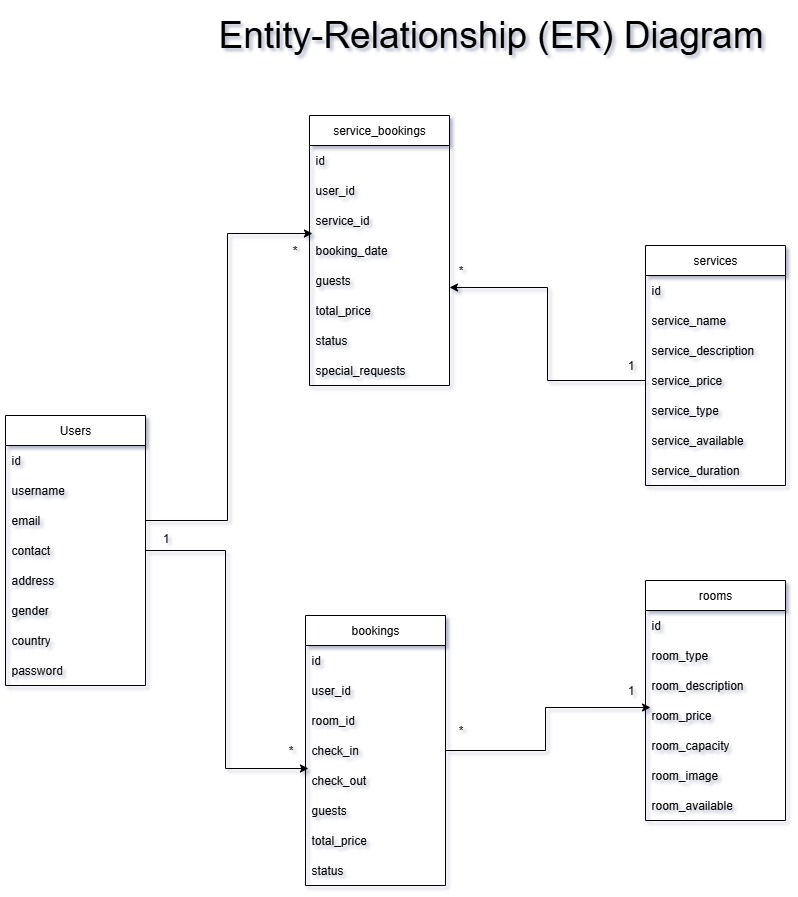 Entity-Relationship (ER) Diagram
service_bookings
id
user_id
service_id
*
booking_date
guests
total_price
status
special_requests
services
id
service_name
service_description
service_price
service_type
service_available
service_duration
*
1
Users
id
username
email
contact
address
gender
country
password
1
bookings
id
user_id
room_id
*
check_in
check_out
guests
total_price
status
*
1
rooms
id
room_type
room_description
room_price
room_capacity
room_image
room_available